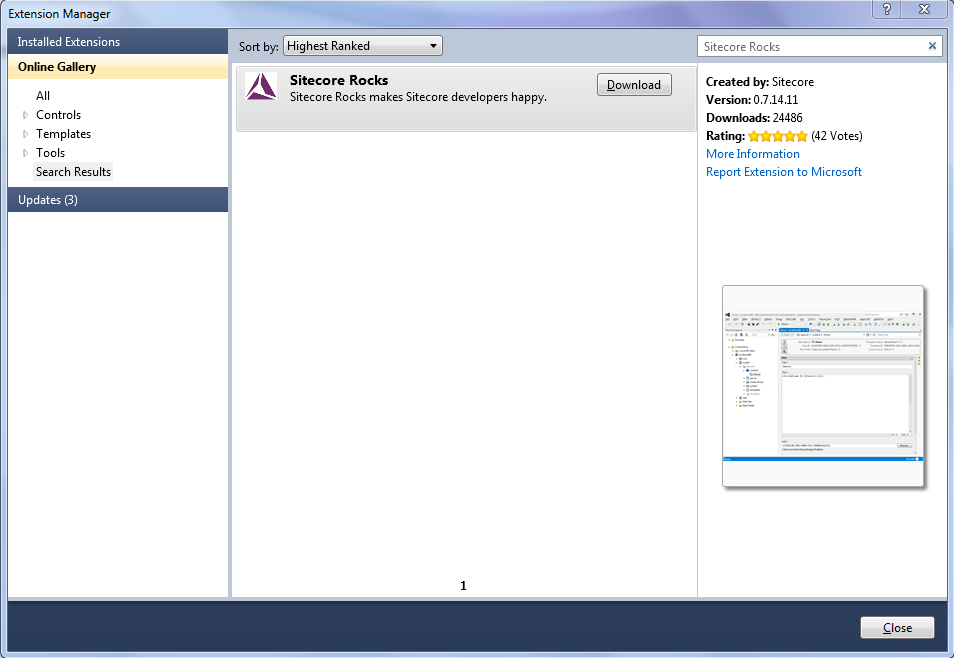 Extension Manager
?
Installed Extensions
Online Gallery
All
Controls
Templates
Tools
Search Results
Updates (3)
Sort by: Highest Ranked
Sitecore Rocks
Sitecore Rocks makes Sitecore developers happy.
Download
1
Sitecore Rocks
Created by: Sitecore
Version: 0.7.14.11
Downloads: 24486
Rating: (42 Votes)
More Information
Report Extension to Microsoft
Close